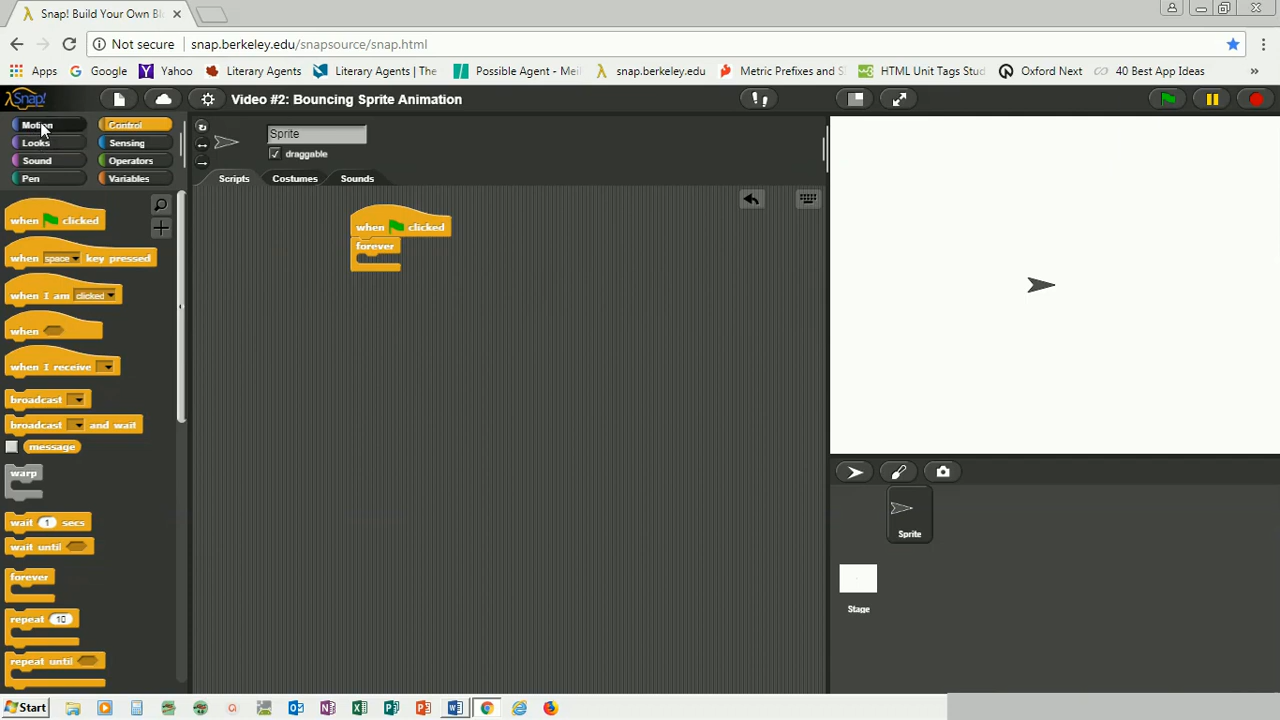 Snap! Build Your Own Bl
Not secure snap.berkeley.edu/snapsource/snap.html
Apps Google Yahoo Literary Agents Literary Agents | The Possible Agent - Mei snap.berkeley.edu Metric Prefixes and S HTML Unit Tags Stud Oxford Next 40 Best App Ideas »
Snap! Video #2: Bouncing Sprite Animation
Motion Control
Looks Sensing
Sound Operators
Pen Variables
Sprite
draggable
Scripts Costumes Sounds
when clicked
when space key pressed
when I am clicked
when
when I receive
broadcast
broadcast and wait
message
warp
wait 1 secs
wait until
forever
repeat 10
repeat until
when clicked
forever
Sprite
Stage
Start